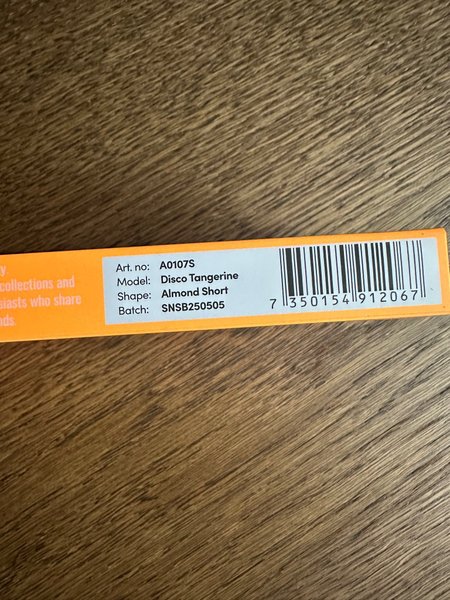 y.
collections and
siasts who share
nds.
Art. no: A0107S
Model: Disco Tangerine
Shape: Almond Short
Batch: SNSB250505
7 350154 912067